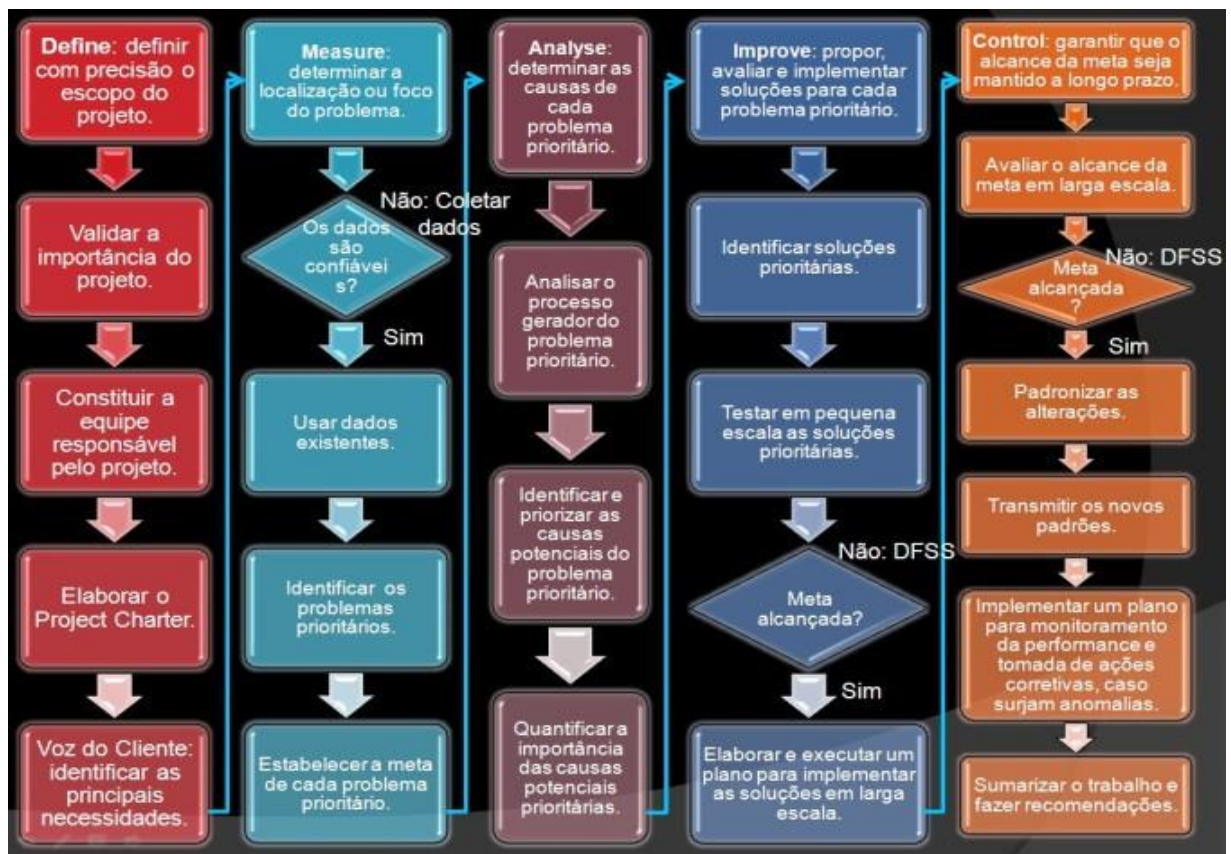 Define: definir
com precisão o
escopo do
projeto.
Validar a
importância do
projeto.
Constituir a
equipe
responsável
pelo projeto.
Elaborar o
Project Charter.
Voz do Cliente:
identificar as
principais
necessidades.
Measure:
determinar a
localização ou foco
do problema.
Não: Coletar
dados
Os dados
são
confiávei
s?
Sim
Usar dados
existentes.
Identificar os
problemas
prioritários.
Estabelecer a meta
de cada problema
prioritário.
Analyse:
determinar as
causas de
cada
problema
prioritário.
Analisar o
processo
gerador do
problema
prioritário.
Identificar e
priorizar as
causas
potenciais do
problema
prioritário.
Quantificar a
importância
das causas
potenciais
prioritárias.
Improve: propor,
avaliar e implementar
soluções para cada
problema prioritário.
Identificar soluções
prioritárias.
Testar em pequena
escala as soluções
prioritárias.
Não: DFSS
Meta
alcançada?
Sim
Elaborar e executar um
plano para implementar
as soluções em larga
escala.
Control: garantir que o
alcance da meta seja
mantido a longo prazo.
Avaliar o alcance da
meta em larga escala.
Não: DFSS
Meta
alcançada
?
Sim
Padronizar as
alterações.
Transmitir os novos
padrões.
Implementar um plano
para monitoramento
da performance e
tomada de ações
corretivas, caso
surjam anomalias.
Sumarizar o trabalho e
fazer recomendações.